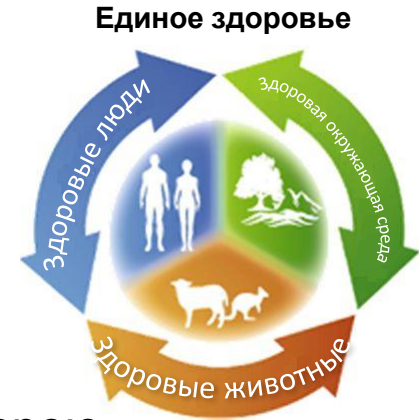 Единое здоровье
Здоровые люди
Здоровая окружающая среда
Здоровые животные